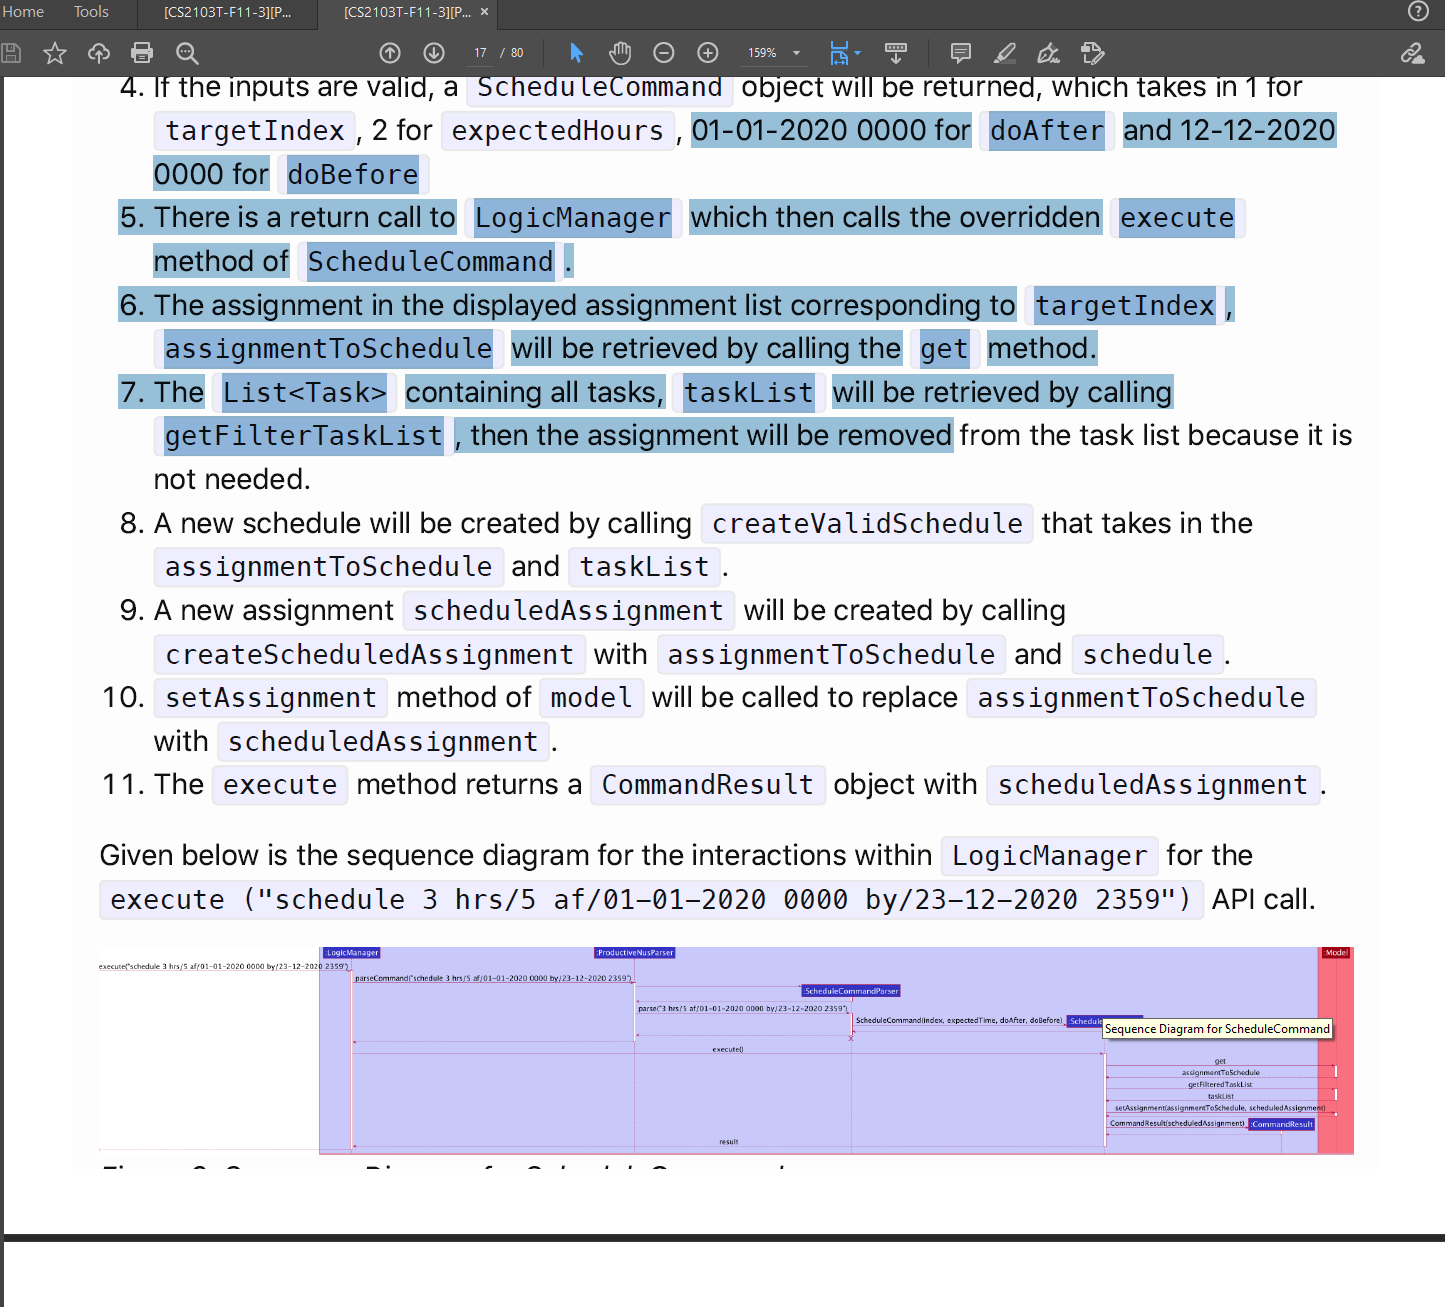 Home Tools [CS2103T-F11-3][P... [CS2103T-F11-3][P... ×
17 / 80 159%
4. If the inputs are valid, a ScheduleCommand object will be returned, which takes in 1 for
targetIndex , 2 for expectedHours , 01-01-2020 0000 for doAfter and 12-12-2020
0000 for doBefore
5. There is a return call to LogicManager which then calls the overridden execute
method of ScheduleCommand .
6. The assignment in the displayed assignment list corresponding to targetIndex ,
assignmentToSchedule will be retrieved by calling the get method.
7. The List<Task> containing all tasks, taskList will be retrieved by calling
getFilterTaskList , then the assignment will be removed from the task list because it is
not needed.
8. A new schedule will be created by calling createValidSchedule that takes in the
assignmentToSchedule and taskList .
9. A new assignment scheduledAssignment will be created by calling
createScheduledAssignment with assignmentToSchedule and schedule .
10. setAssignment method of model will be called to replace assignmentToSchedule
with scheduledAssignment .
11. The execute method returns a CommandResult object with scheduledAssignment .
Given below is the sequence diagram for the interactions within LogicManager for the
execute ("schedule 3 hrs/5 af/01-01-2020 0000 by/23-12-2020 2359") API call.
:LogicManager :ProductiveNusParser :Model
execute("schedule 3 hrs/5 af/01-01-2020 0000 by/23-12-2020 2359")
parseCommand("schedule 3 hrs/5 af/01-01-2020 0000 by/23-12-2020 2359")
:ScheduleCommandParser
parse("3 hrs/5 af/01-01-2020 0000 by/23-12-2020 2359")
ScheduleCommand(index, expectedTime, doAfter, doBefore) :Schedule
Sequence Diagram for ScheduleCommand
execute()
get
assignmentToSchedule
getFilteredTaskList
taskList
setAssignment(assignmentToSchedule, scheduledAssignment)
CommandResult(scheduledAssignment) :CommandResult
result